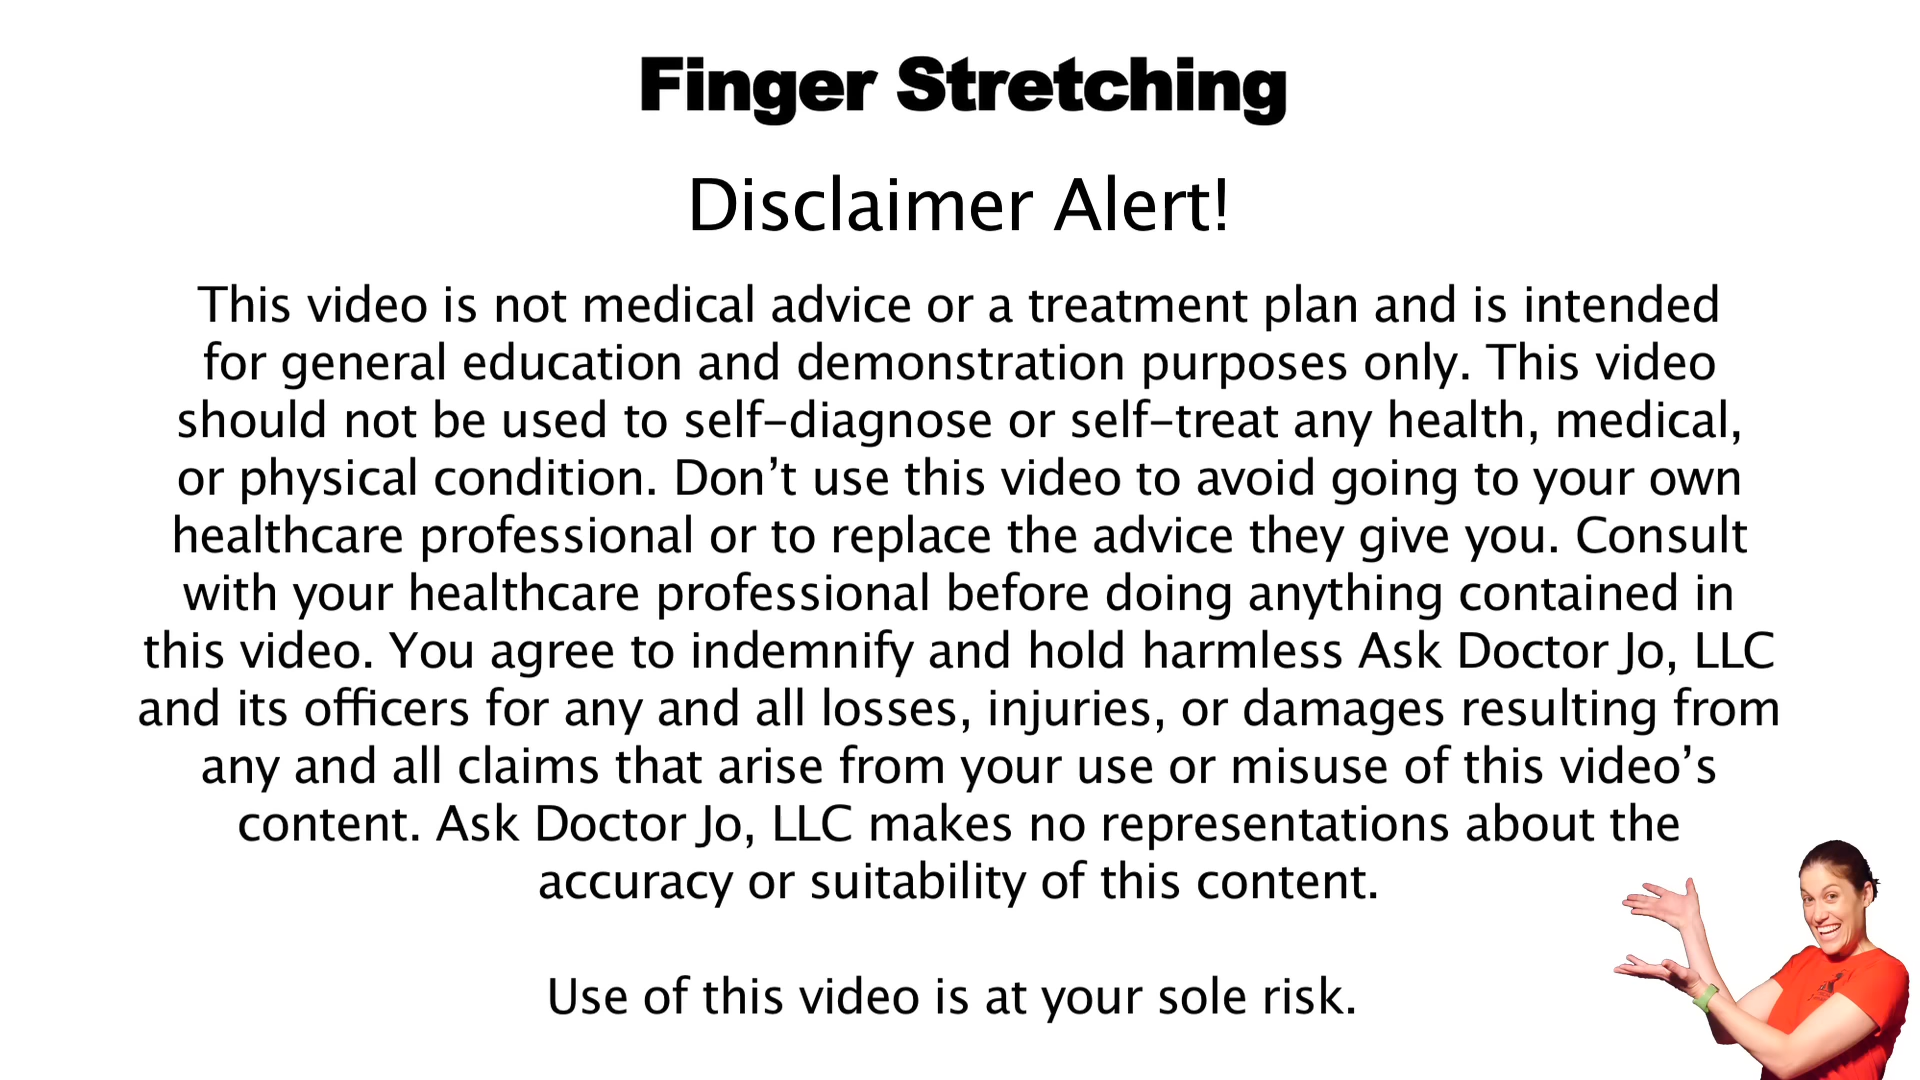 Finger Stretching
Disclaimer Alert!
This video is not medical advice or a treatment plan and is intended
for general education and demonstration purposes only. This video
should not be used to self-diagnose or self-treat any health, medical,
or physical condition. Don’t use this video to avoid going to your own
healthcare professional or to replace the advice they give you. Consult
with your healthcare professional before doing anything contained in
this video. You agree to indemnify and hold harmless Ask Doctor Jo, LLC
and its officers for any and all losses, injuries, or damages resulting from
any and all claims that arise from your use or misuse of this video’s
content. Ask Doctor Jo, LLC makes no representations about the
accuracy or suitability of this content.
Use of this video is at your sole risk.